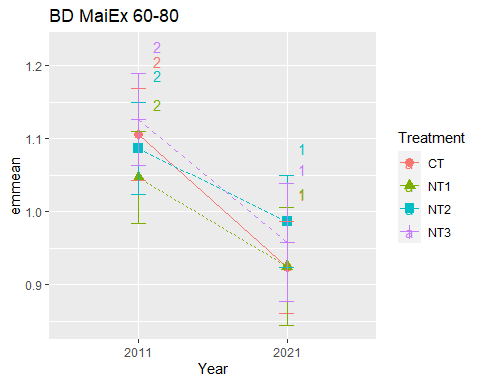 BD MaiEx 60-80
2
2
2
2
1
1
1
1.2
1.1
1.0
0.9
emmean
2011
2021
Year
Treatment
a CT
a NT1
a NT2
a NT3